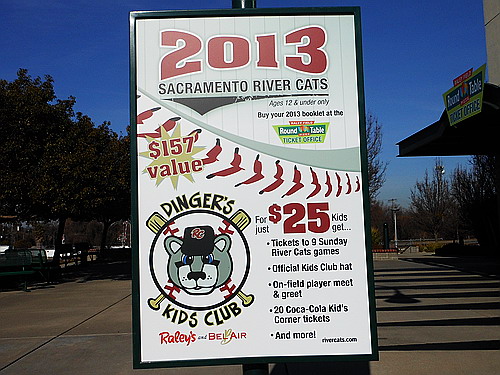 2013
SACRAMENTO RIVER CATS
Ages 12 & under only
Buy your 2013 booklet at the
Round Table
TICKET OFFICE
$157
value
DINGER'S
KIDS CLUB
For just $25 Kids get...
• Tickets to 9 Sunday
River Cats games
• Official Kids Club hat
• On-field player meet
& greet
• 20 Coca-Cola Kid's
Corner tickets
• And more!
Raley's and BEL AIR
rivercats.com
Round Table
TICKET OFFICE